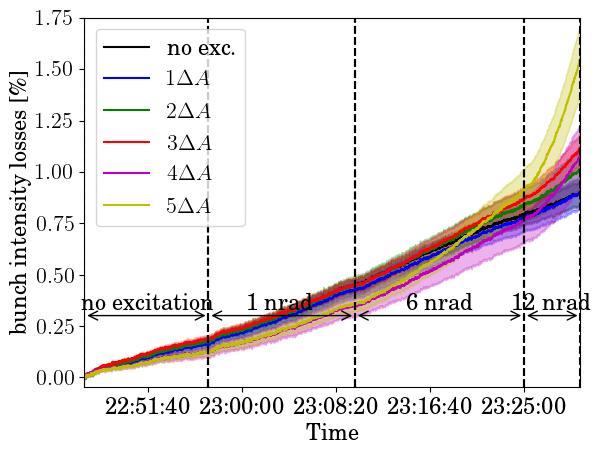 1.75
1.50
1.25
1.00
0.75
0.50
0.25
0.00
bunch intensity losses [%]
no exc.
1ΔA
2ΔA
3ΔA
4ΔA
5ΔA
no excitation
1 nrad
6 nrad
12 nrad
22:51:40
23:00:00
23:08:20
23:16:40
23:25:00
Time